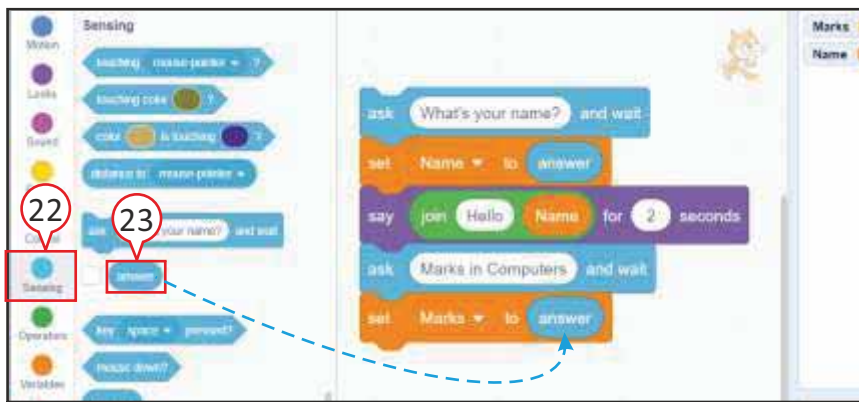 Sensing
Motion
touching mouse-pointer ?
Looks
touching color ?
Sound
color is touching ?
distance to mouse-pointer
22
23
ask your name? and wait
Sensing
answer
Operators
key space pressed?
mouse down?
Variables
ask What's your name? and wait
set Name to answer
say join Hello Name for 2 seconds
ask Marks in Computers and wait
set Marks to answer
Marks
Name